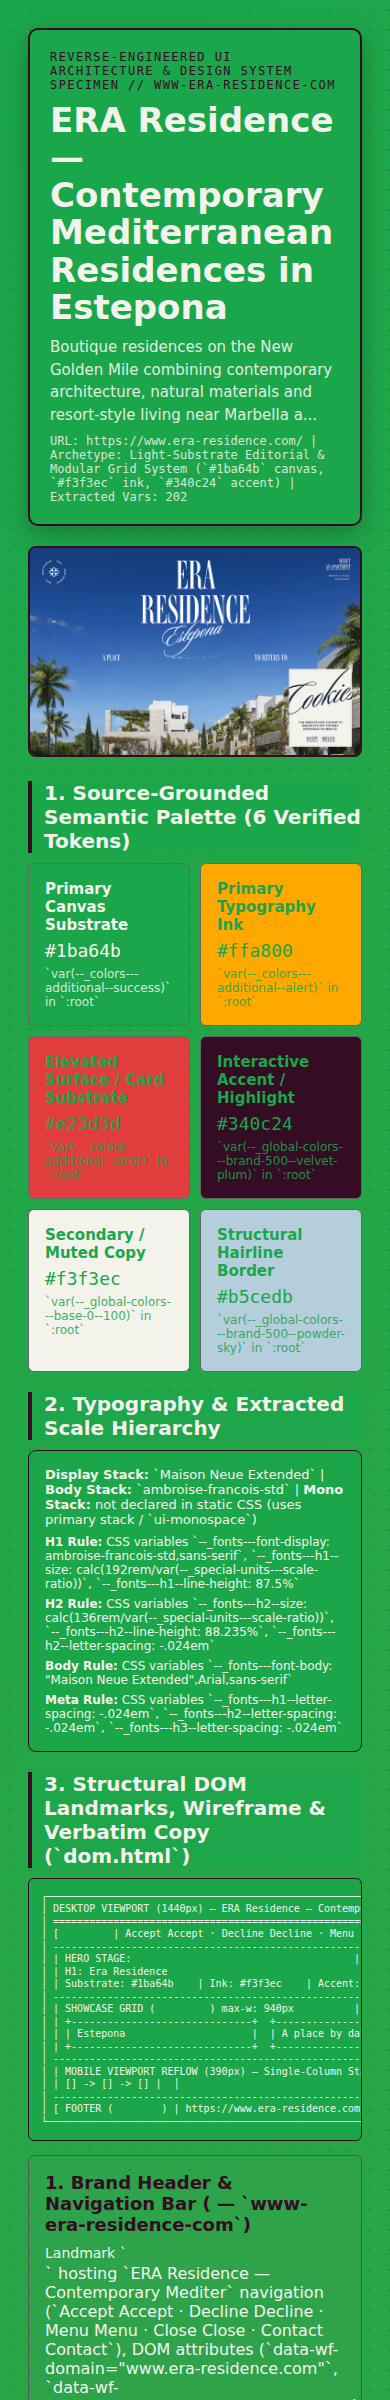 REVERSE-ENGINEERED UI
ARCHITECTURE & DESIGN SYSTEM
SPECIMEN // WWW-ERA-RESIDENCE-COM
ERA Residence
—
Contemporary
Mediterranean
Residences in
Estepona
Boutique residences on the New
Golden Mile combining contemporary
architecture, natural materials and
resort-style living near Marbella a...
URL: https://www.era-residence.com/ |
Archetype: Light-Substrate Editorial &
Modular Grid System (`#1ba64b` canvas,
`#f3f3ec` ink, `#340c24` accent) |
Extracted Vars: 202
ERA
RESIDENCE
Estepona
A PLACE
TO RETURN TO
Cookies
1. Source-Grounded
Semantic Palette (6 Verified
Tokens)
Primary
Canvas
Substrate
#1ba64b
`var(--_colors---
additional--success)`
in `:root`
Primary
Typography
Ink
#ffa800
`var(--_colors---
additional--alert)` in
`:root`
Elevated
Surface / Card
Substrate
#e23d3d
`var(--_colors---
additional--error)` in
`:root`
Interactive
Accent /
Highlight
#340c24
`var(--_global-colors-
--brand-500--velvet-
plum)` in `:root`
Secondary /
Muted Copy
#f3f3ec
`var(--_global-colors-
--base-0--100)` in
`:root`
Structural
Hairline
Border
#b5cedb
`var(--_global-colors-
--brand-500--powder-
sky)` in `:root`
2. Typography & Extracted
Scale Hierarchy
Display Stack: `Maison Neue Extended` |
Body Stack: `ambroise-francois-std` | Mono
Stack: not declared in static CSS (uses
primary stack / `ui-monospace`)
H1 Rule: CSS variables `--_fonts---font-display:
ambroise-francois-std,sans-serif`, `--_fonts---h1--
size: calc(192rem/var(--_special-units---scale-
ratio))`, `--_fonts---h1--line-height: 87.5%`
H2 Rule: CSS variables `--_fonts---h2--size:
calc(136rem/var(--_special-units---scale-ratio))`,
`--_fonts---h2--line-height: 88.235%`, `--_fonts---
h2--letter-spacing: -.024em`
Body Rule: CSS variables `--_fonts---font-body:
"Maison Neue Extended",Arial,sans-serif`
Meta Rule: CSS variables `--_fonts---h1--letter-
spacing: -.024em`, `--_fonts---h2--letter-spacing:
-.024em`, `--_fonts---h3--letter-spacing: -.024em`
3. Structural DOM
Landmarks, Wireframe &
Verbatim Copy
(`dom.html`)
DESKTOP VIEWPORT (1440px) — ERA Residence — Contemp
[ | Accept Accept · Decline Decline · Menu
| HERO STAGE: |
| H1: Era Residence
| Substrate: #1ba64b | Ink: #f3f3ec | Accent:
| SHOWCASE GRID ( ) max-w: 940px |
| +------------------------------+ +--------------
| | Estepona | | A place by da
| +------------------------------+ +--------------
| MOBILE VIEWPORT REFLOW (390px) — Single-Column St
| [] -> [] -> [] | |
[ FOOTER ( ) | https://www.era-residence.com
1. Brand Header &
Navigation Bar ( — `www-
era-residence-com`)
Landmark `
` hosting `ERA Residence —
Contemporary Mediter` navigation
(`Accept Accept · Decline Decline ·
Menu Menu · Close Close · Contact
Contact`), DOM attributes (`data-wf-
domain="www.era-residence.com"`,
`data-wf-